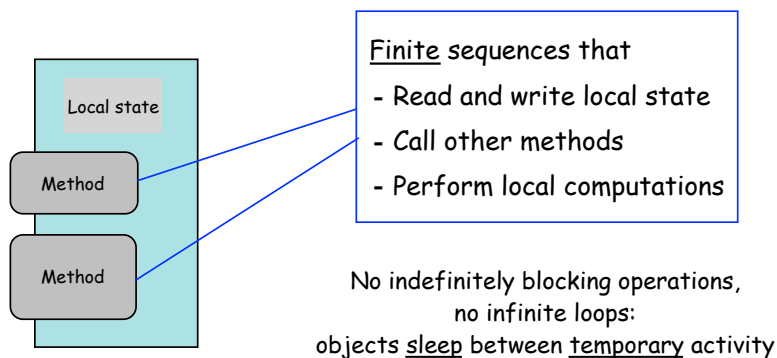 Local state
Method
Method
Finite sequences that
- Read and write local state
- Call other methods
- Perform local computations
No indefinitely blocking operations,
no infinite loops:
objects sleep between temporary activity